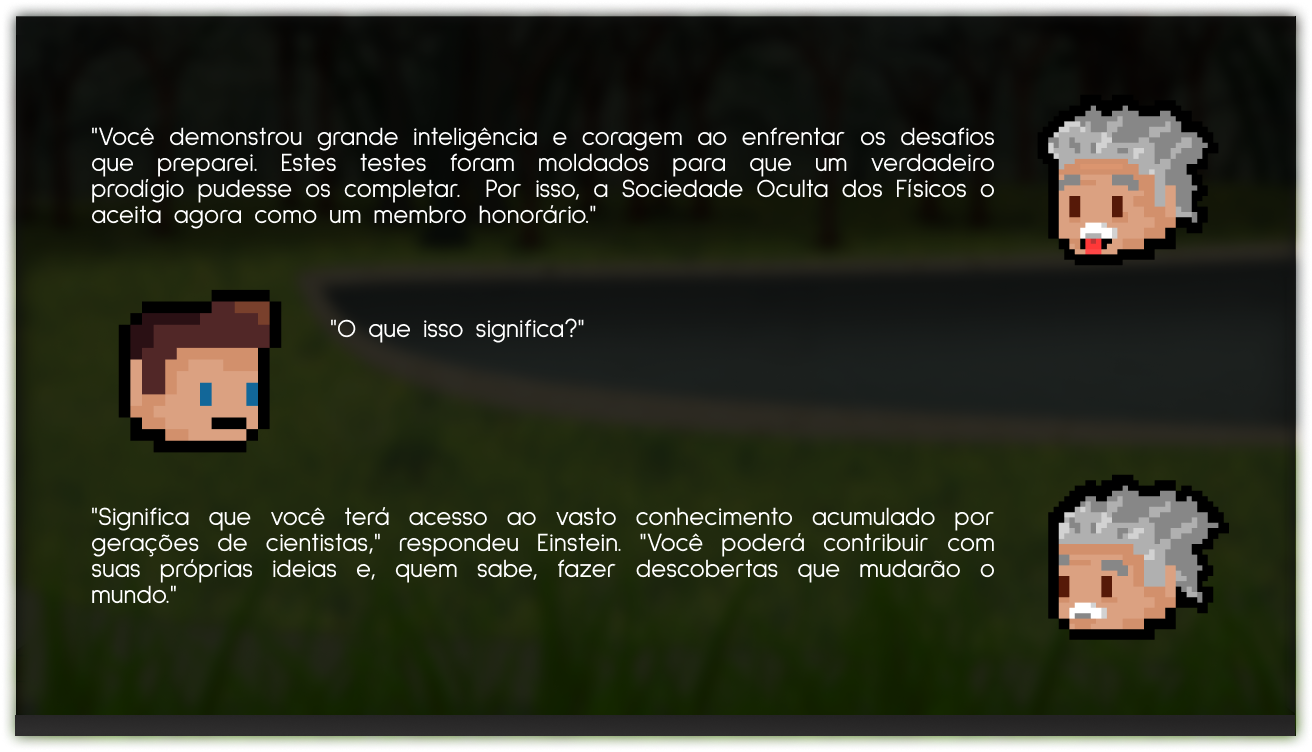 "Você demonstrou grande inteligência e coragem ao enfrentar os desafios
que preparei. Estes testes foram moldados para que um verdadeiro
prodígio pudesse os completar.  Por isso, a Sociedade Oculta dos Físicos o
aceita agora como um membro honorário."
"O que isso significa?"
"Significa que você terá acesso ao vasto conhecimento acumulado por
gerações de cientistas," respondeu Einstein. "Você poderá contribuir com
suas próprias ideias e, quem sabe, fazer descobertas que mudarão o
mundo."